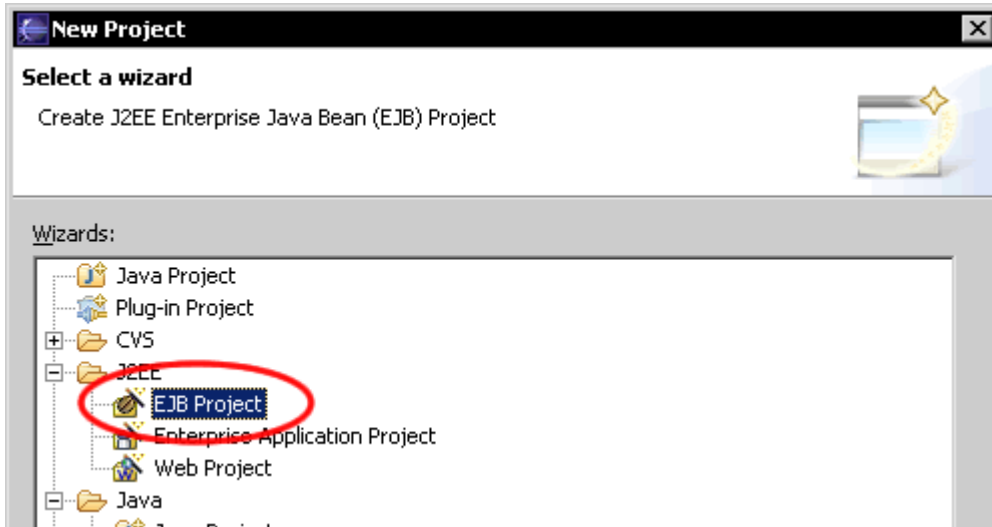 New Project
Select a wizard
Create J2EE Enterprise Java Bean (EJB) Project
Wizards:
Java Project
Plug-in Project
CVS
J2EE
EJB Project
Enterprise Application Project
Web Project
Java